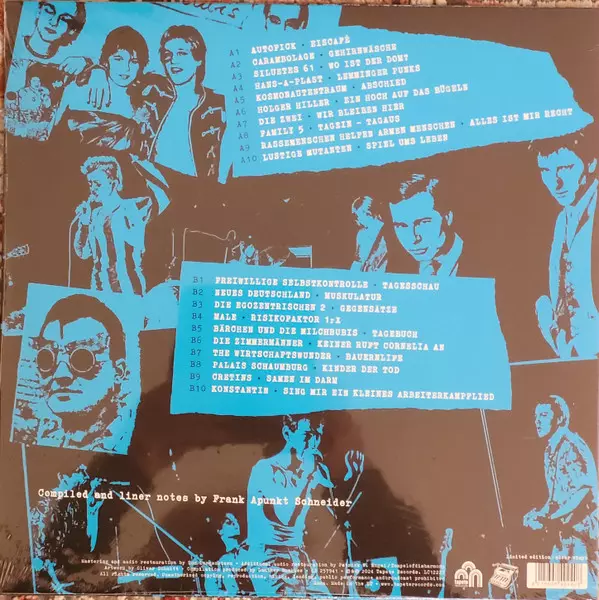 A1 AUTOPICK · EISCAFÉ
A2 CARAMBOLAGE · GEHIRNWÄSCHE
A3 SILUETES 61 · WO IST DER DOM?
A4 HANS-A-PLAST · LEMMINGER PUNKS
A5 KOSMONAUTENTRAUM · ABSCHIED
A6 HOLGER HILLER · EIN HOCH AUF DAS BÜGELN
A7 DIE ZWEI · WIR BLEIBEN HIER
A8 FAMILY 5 · TAGEIN - TAGAUS
A9 RASSEMENSCHEN HELFEN ARMEN MENSCHEN · ALLES IST MIR RECHT
A10 LUSTIGE MUTANTEN · SPIEL UMS LEBEN
B1 FREIWILLIGE SELBSTKONTROLLE · TAGESSCHAU
B2 NEUES DEUTSCHLAND · MUSKULATUR
B3 DIE EGOZENTRISCHEN 2 · GEGENSÄTZE
B4 MALE · RISIKOFAKTOR 1:X
B5 BÄRCHEN UND DIE MILCHBUBIS · TAGEBUCH
B6 DIE ZIMMERMÄNNER · KEINER RUFT CORNELIA AN
B7 THE WIRTSCHAFTSWUNDER · BAUERNLIFE
B8 PALAIS SCHAUMBURG · KINDER DER TOD
B9 CRETINS · SAMEN IM DARM
B10 KONSTANTIN · SING MIR EIN KLEINES ARBEITERKAMPFLIED
Compiled and liner notes by Frank Apunkt Schneider